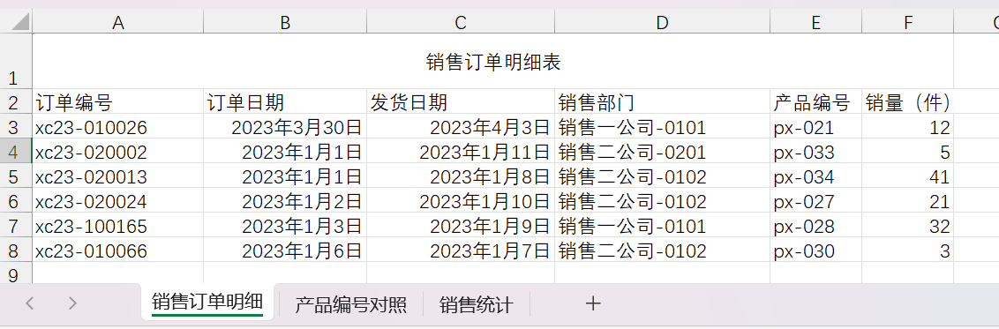 A B C D E F
1 销售订单明细表
2 订单编号 订单日期 发货日期 销售部门 产品编号 销量（件）
3 xc23-010026 2023年3月30日 2023年4月3日 销售一公司-0101 px-021 12
4 xc23-020002 2023年1月1日 2023年1月11日 销售二公司-0201 px-033 5
5 xc23-020013 2023年1月1日 2023年1月8日 销售二公司-0102 px-034 41
6 xc23-020024 2023年1月2日 2023年1月10日 销售二公司-0102 px-027 21
7 xc23-100165 2023年1月3日 2023年1月9日 销售一公司-0101 px-028 32
8 xc23-010066 2023年1月6日 2023年1月7日 销售二公司-0102 px-030 3
9
销售订单明细 产品编号对照 销售统计